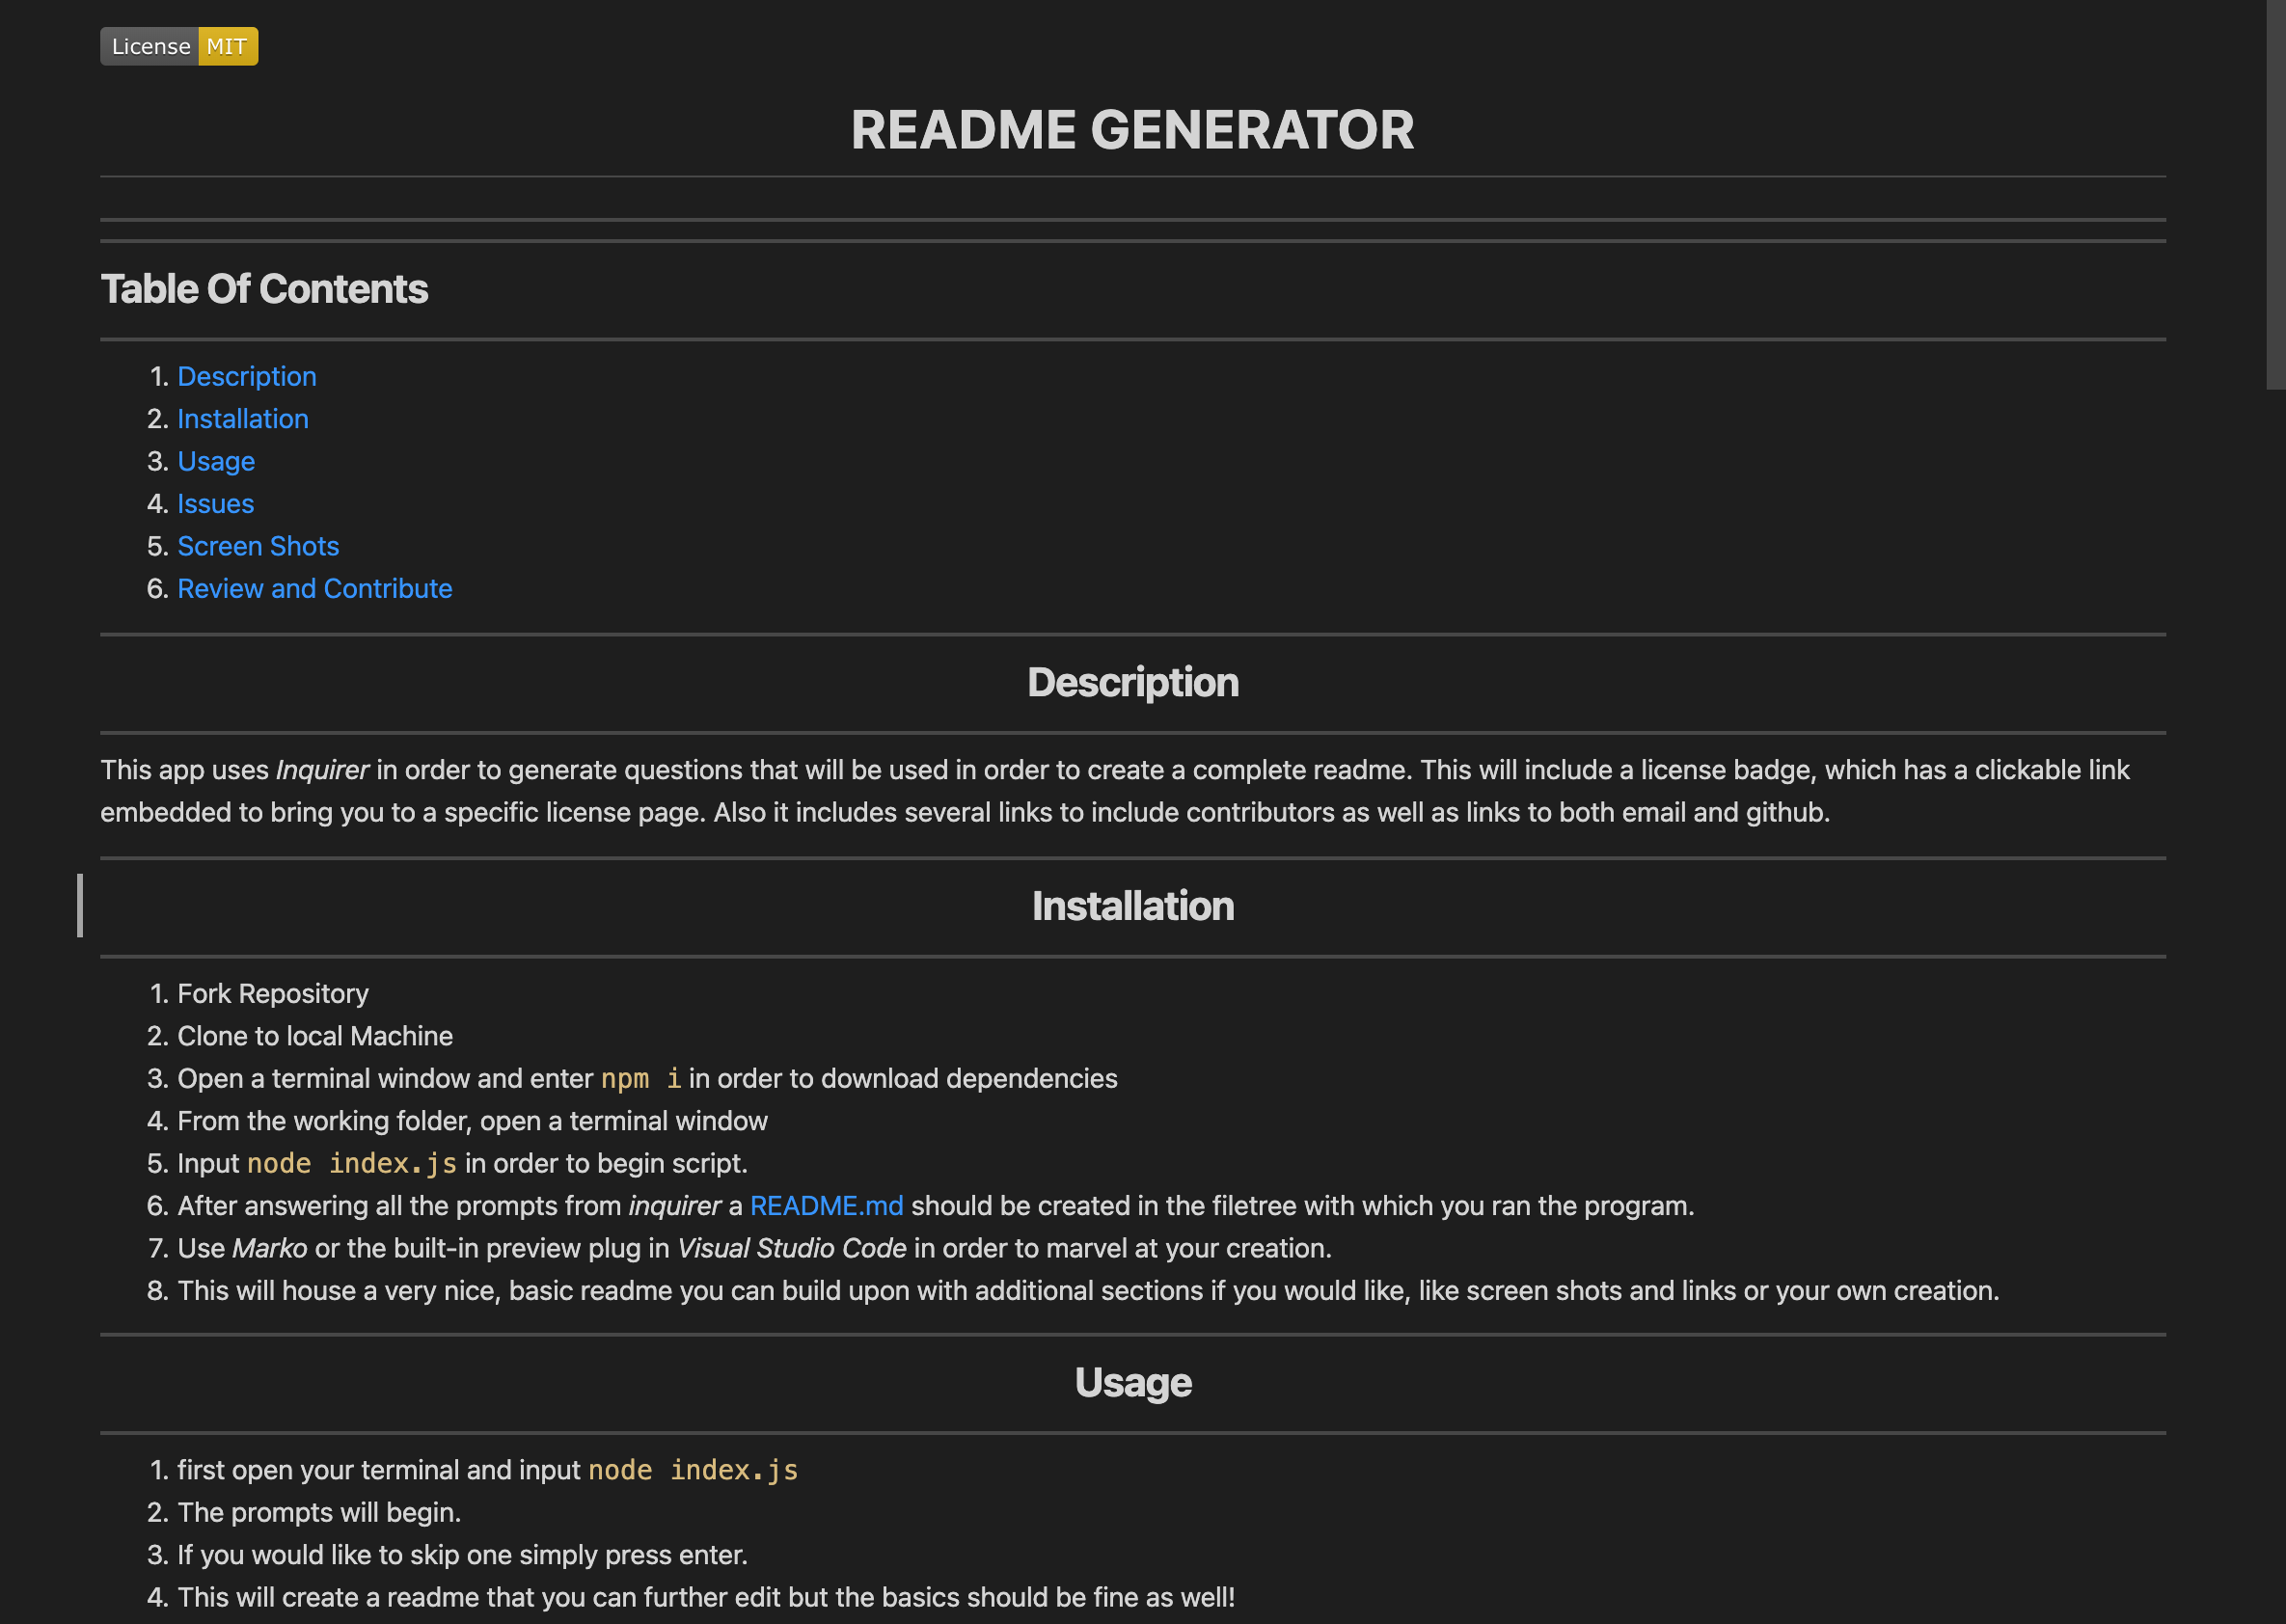 License MIT
README GENERATOR
Table Of Contents
1. Description
2. Installation
3. Usage
4. Issues
5. Screen Shots
6. Review and Contribute
Description
This app uses Inquirer in order to generate questions that will be used in order to create a complete readme. This will include a license badge, which has a clickable link
embedded to bring you to a specific license page. Also it includes several links to include contributors as well as links to both email and github.
Installation
1. Fork Repository
2. Clone to local Machine
3. Open a terminal window and enter npm i in order to download dependencies
4. From the working folder, open a terminal window
5. Input node index.js in order to begin script.
6. After answering all the prompts from inquirer a README.md should be created in the filetree with which you ran the program.
7. Use Marko or the built-in preview plug in Visual Studio Code in order to marvel at your creation.
8. This will house a very nice, basic readme you can build upon with additional sections if you would like, like screen shots and links or your own creation.
Usage
1. first open your terminal and input node index.js
2. The prompts will begin.
3. If you would like to skip one simply press enter.
4. This will create a readme that you can further edit but the basics should be fine as well!